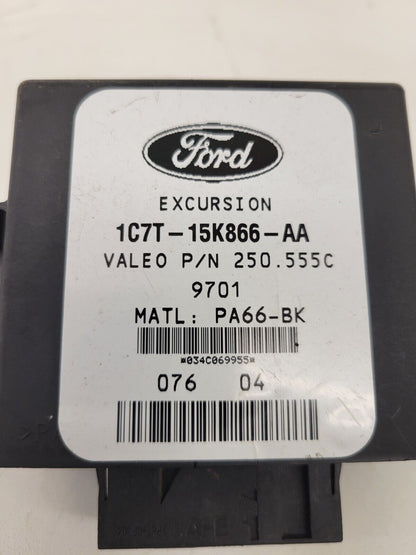 Ford
EXCURSION
1C7T-15K866-AA
VALEO P/N 250.555C
9701
MATL: PA66-BK
*034C069955*
076 04